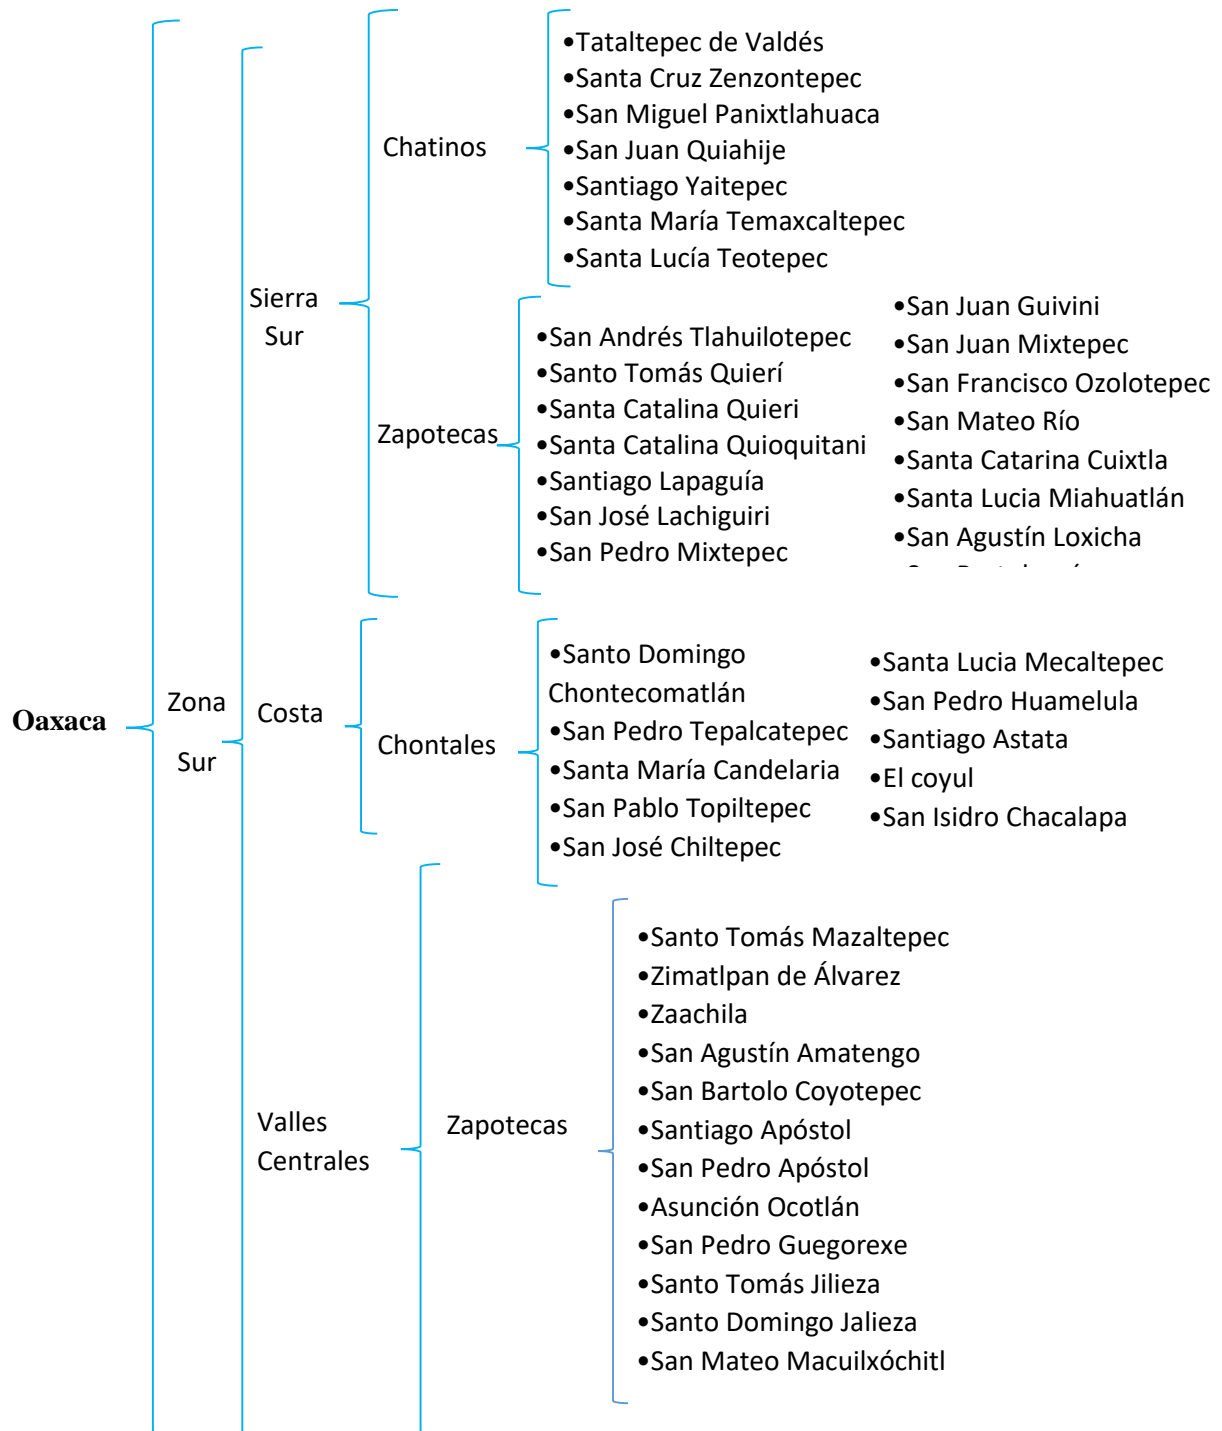 Oaxaca
Zona
Sur
Sierra
Sur
Chatinos
•Tataltepec de Valdés
•Santa Cruz Zenzontepec
•San Miguel Panixtlahuaca
•San Juan Quiahije
•Santiago Yaitepec
•Santa María Temaxcaltepec
•Santa Lucía Teotepec
Zapotecas
•San Andrés Tlahuilotepec
•Santo Tomás Quierí
•Santa Catalina Quieri
•Santa Catalina Quioquitani
•Santiago Lapaguía
•San José Lachiguiri
•San Pedro Mixtepec
•San Juan Guivini
•San Juan Mixtepec
•San Francisco Ozolotepec
•San Mateo Río
•Santa Catarina Cuixtla
•Santa Lucia Miahuatlán
•San Agustín Loxicha
Costa
Chontales
•Santo Domingo
Chontecomatlán
•San Pedro Tepalcatepec
•Santa María Candelaria
•San Pablo Topiltepec
•San José Chiltepec
•Santa Lucia Mecaltepec
•San Pedro Huamelula
•Santiago Astata
•El coyul
•San Isidro Chacalapa
Valles
Centrales
Zapotecas
•Santo Tomás Mazaltepec
•Zimatlpan de Álvarez
•Zaachila
•San Agustín Amatengo
•San Bartolo Coyotepec
•Santiago Apóstol
•San Pedro Apóstol
•Asunción Ocotlán
•San Pedro Guegorexe
•Santo Tomás Jilieza
•Santo Domingo Jalieza
•San Mateo Macuilxóchitl